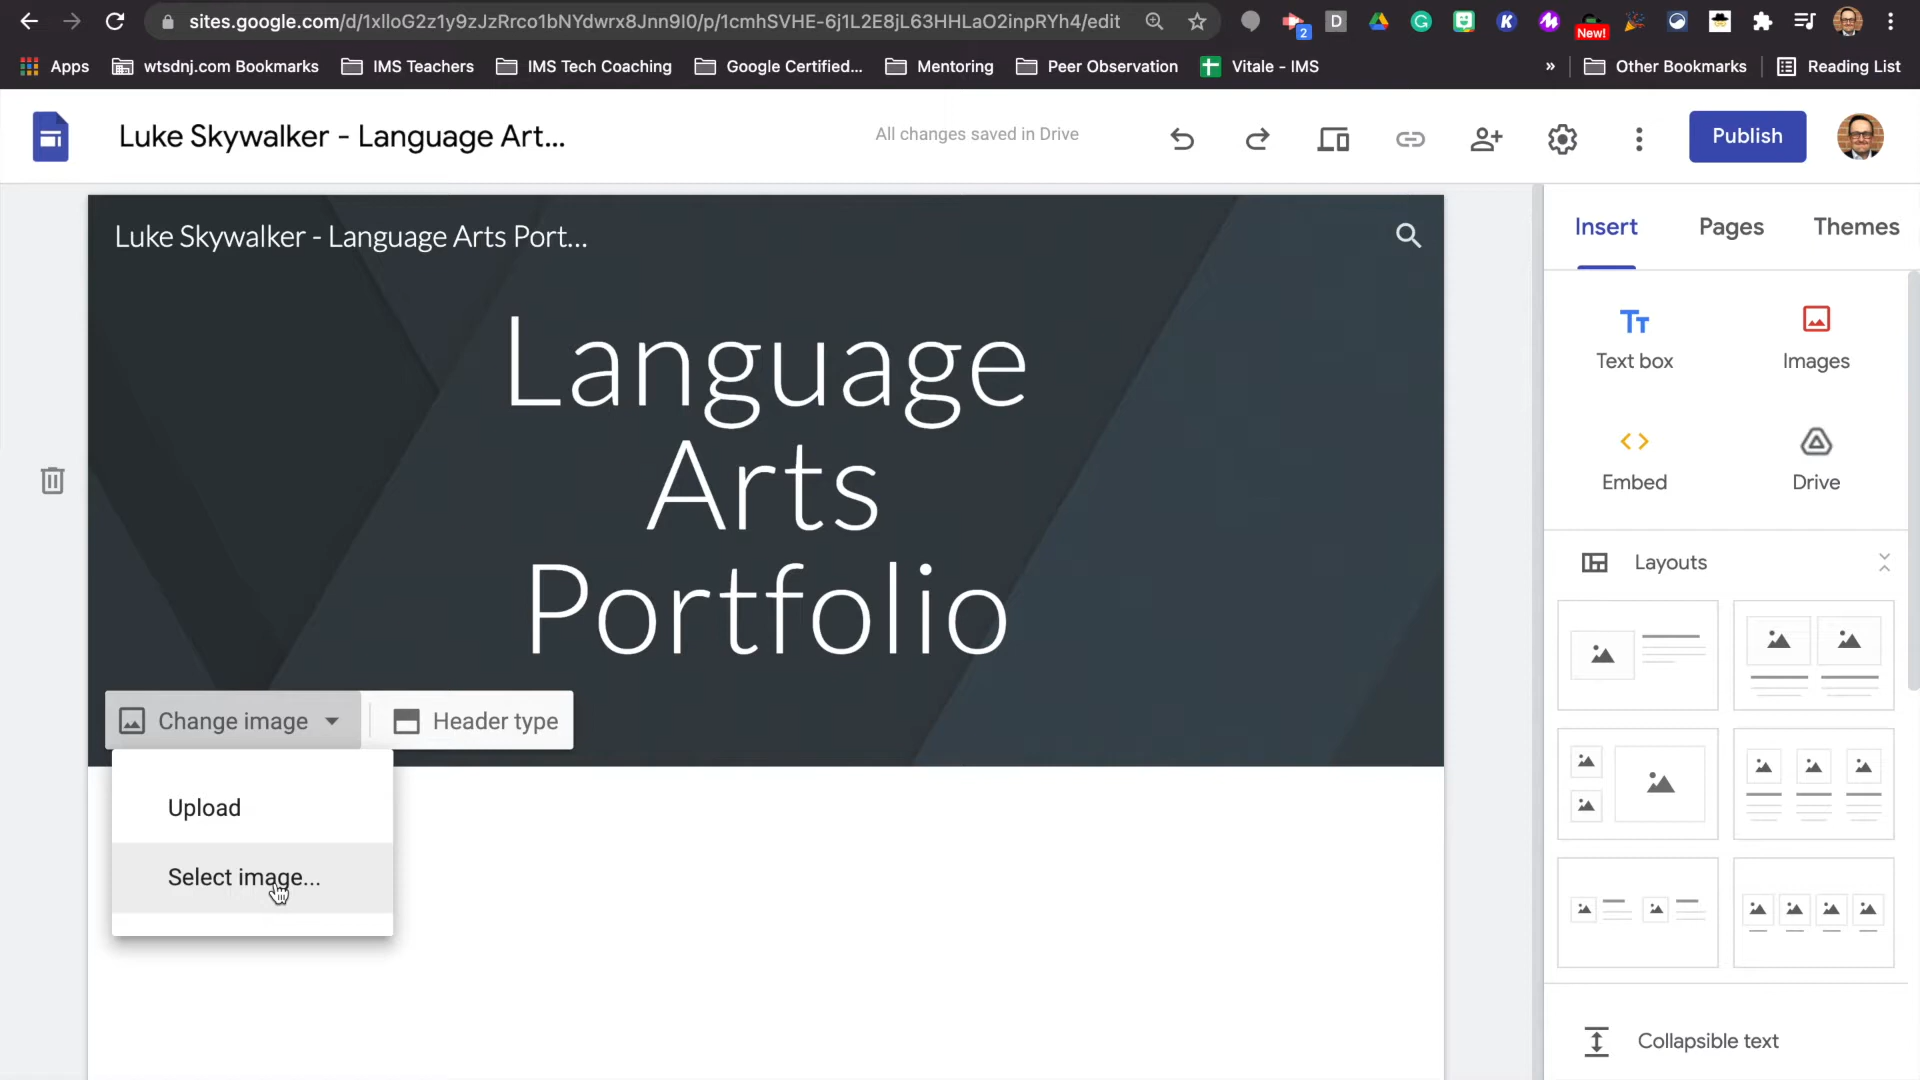 sites.google.com/d/1xlloG2z1y9zJzRrco1bNYdwrx8Jnn9I0/p/1cmhSVHE-6j1L2E8jL63HHLaO2inpRYh4/edit
2
D
G
K
New!
Apps
wtsdnj.com Bookmarks
IMS Teachers
IMS Tech Coaching
Google Certified...
Mentoring
Peer Observation
Vitale - IMS
»
Other Bookmarks
Reading List
Luke Skywalker - Language Art...
All changes saved in Drive
Publish
Luke Skywalker - Language Arts Port...
Language
Arts
Portfolio
Change image
Header type
Upload
Select image...
Insert
Pages
Themes
Text box
Images
Embed
Drive
Layouts
Collapsible text